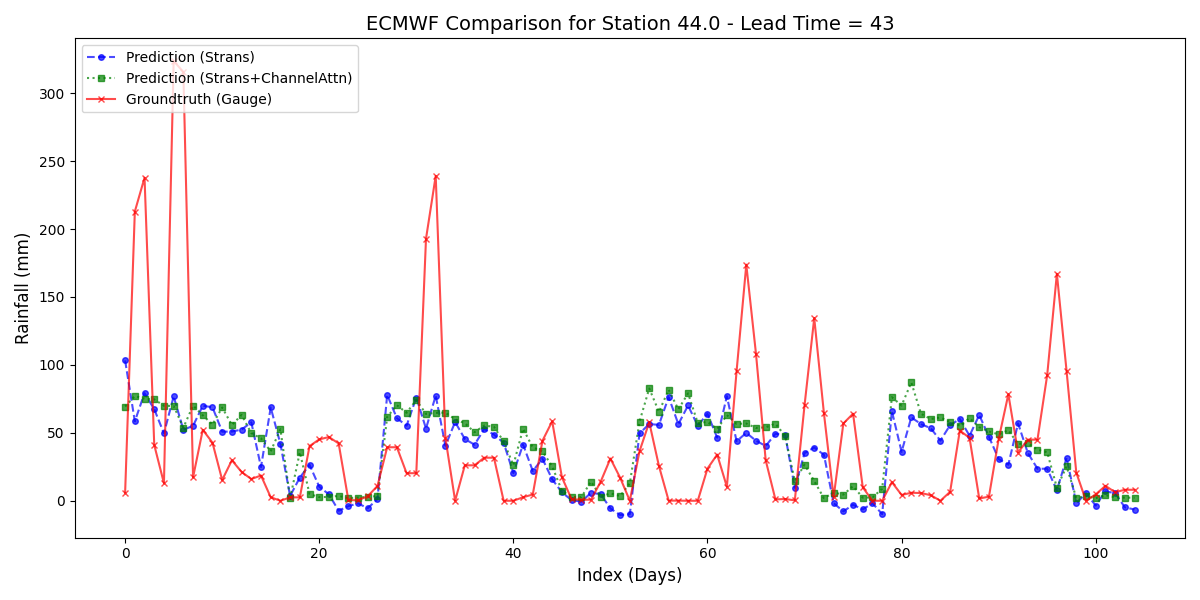 ECMWF Comparison for Station 44.0 - Lead Time = 43
Prediction (Strans)
Prediction (Strans+ChannelAttn)
Groundtruth (Gauge)
Rainfall (mm)
300
250
200
150
100
50
0
0 20 40 60 80 100
Index (Days)